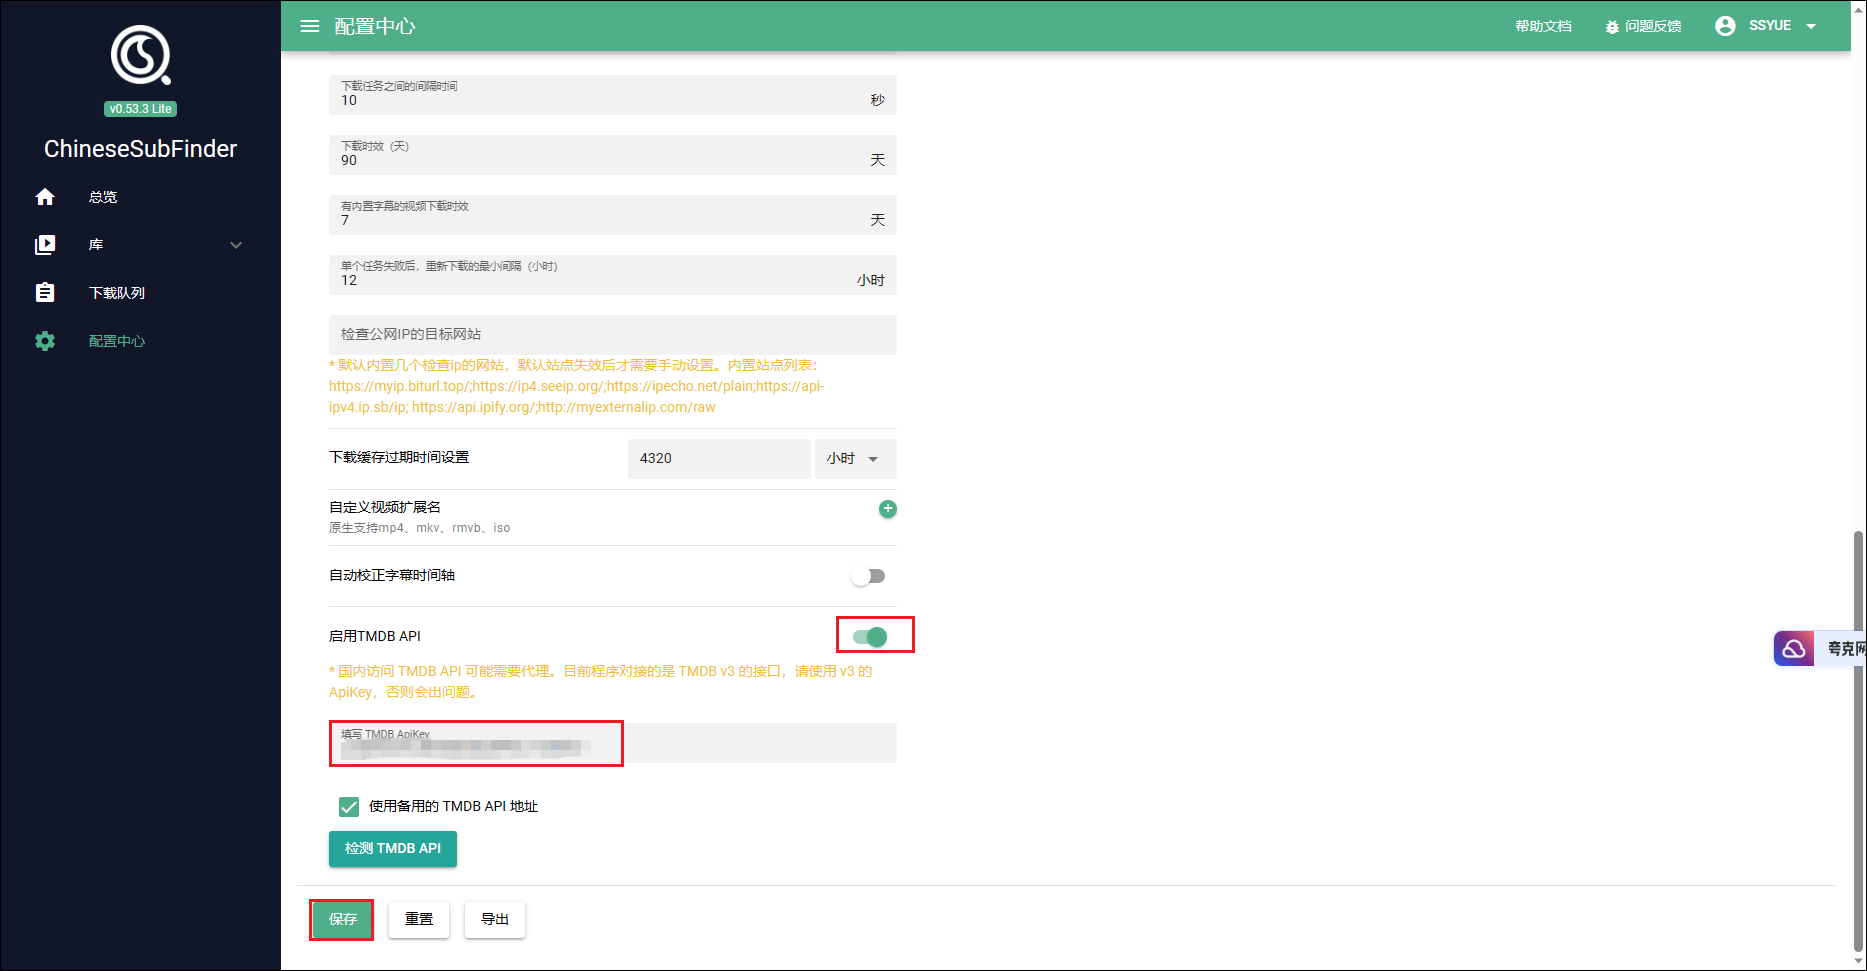 v0.53.3 Lite
ChineseSubFinder
总览
库
下载队列
配置中心
配置中心
帮助文档
问题反馈
SSYUE
下载任务之间的间隔时间
10
秒
下载时效（天）
90
天
有内置字幕的视频下载时效
7
天
单个任务失败后，重新下载的最小间隔（小时）
12
小时
检查公网IP的目标网站
* 默认内置几个检查ip的网站，默认站点失效后才需要手动设置。内置站点列表：
https://myip.biturl.top/;https://ip4.seeip.org/;https://ipecho.net/plain;https://api-
ipv4.ip.sb/ip; https://api.ipify.org/;http://myexternalip.com/raw
下载缓存过期时间设置
4320
小时
自定义视频扩展名
原生支持mp4、mkv、rmvb、iso
自动校正字幕时间轴
启用TMDB API
* 国内访问 TMDB API 可能需要代理。目前程序对接的是 TMDB v3 的接口，请使用 v3 的
ApiKey，否则会出问题。
填写 TMDB ApiKey
使用备用的 TMDB API 地址
检测 TMDB API
保存
重置
导出
夸克网